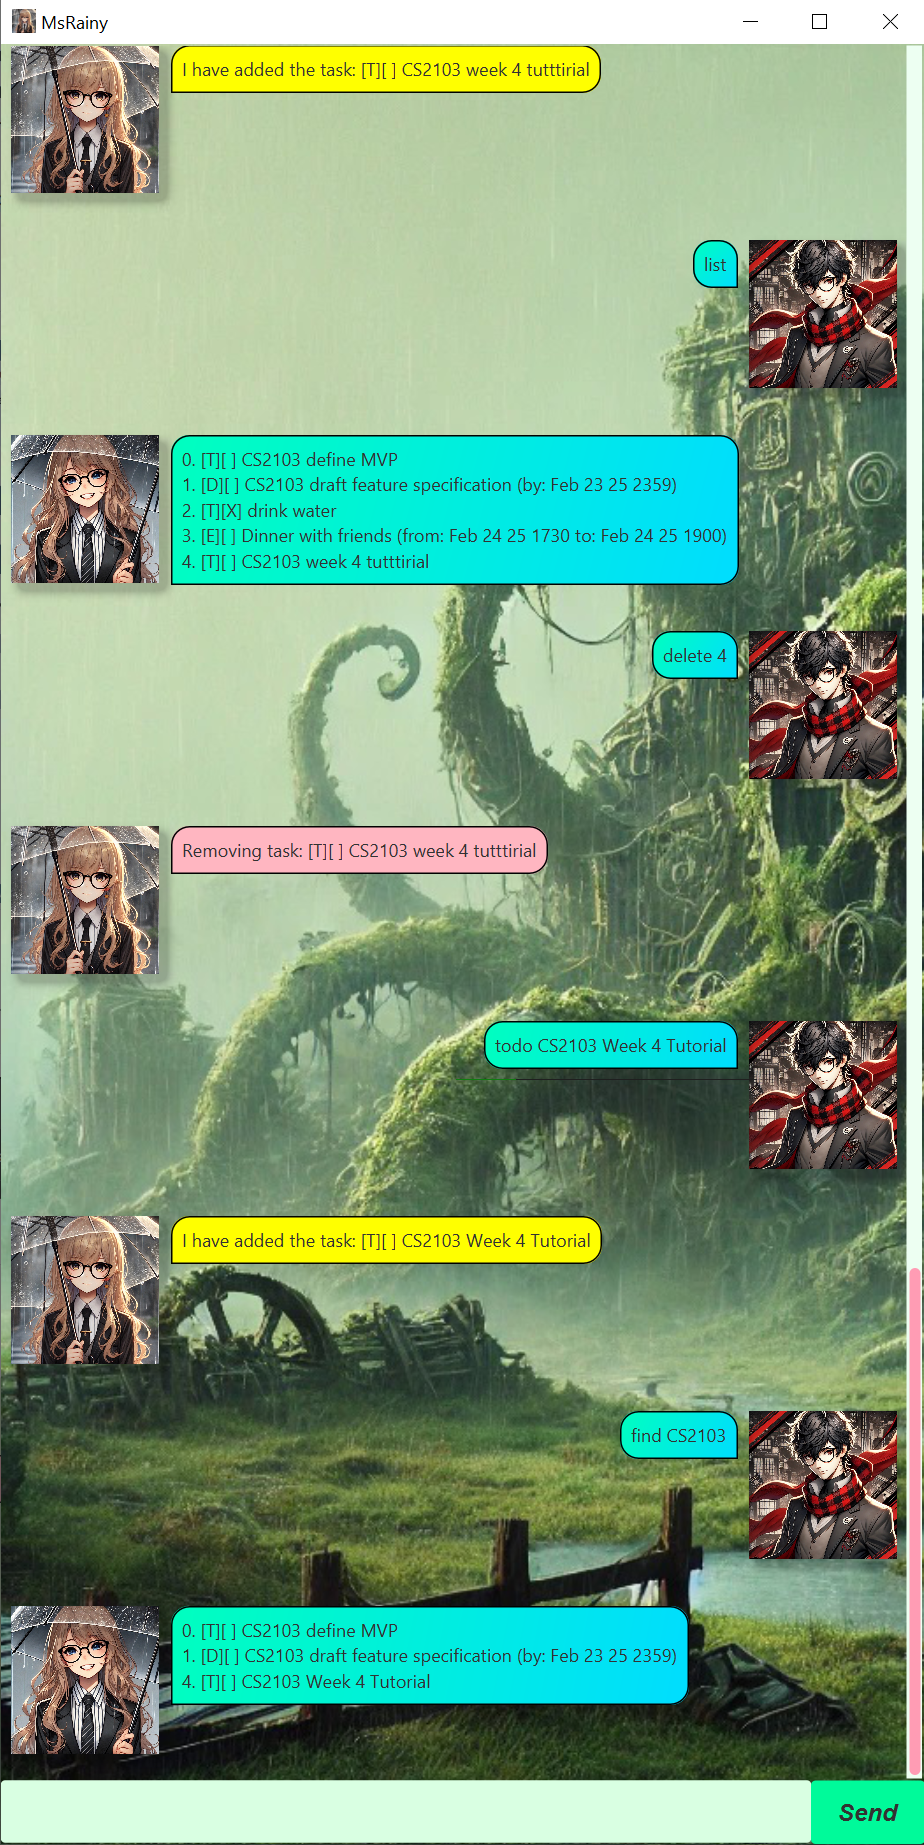 MsRainy
I have added the task: [T][ ] CS2103 week 4 tutttirial
list
0. [T][ ] CS2103 define MVP
1. [D][ ] CS2103 draft feature specification (by: Feb 23 25 2359)
2. [T][X] drink water
3. [E][ ] Dinner with friends (from: Feb 24 25 1730 to: Feb 24 25 1900)
4. [T][ ] CS2103 week 4 tutttirial
delete 4
Removing task: [T][ ] CS2103 week 4 tutttirial
todo CS2103 Week 4 Tutorial
I have added the task: [T][ ] CS2103 Week 4 Tutorial
find CS2103
0. [T][ ] CS2103 define MVP
1. [D][ ] CS2103 draft feature specification (by: Feb 23 25 2359)
4. [T][ ] CS2103 Week 4 Tutorial
Send